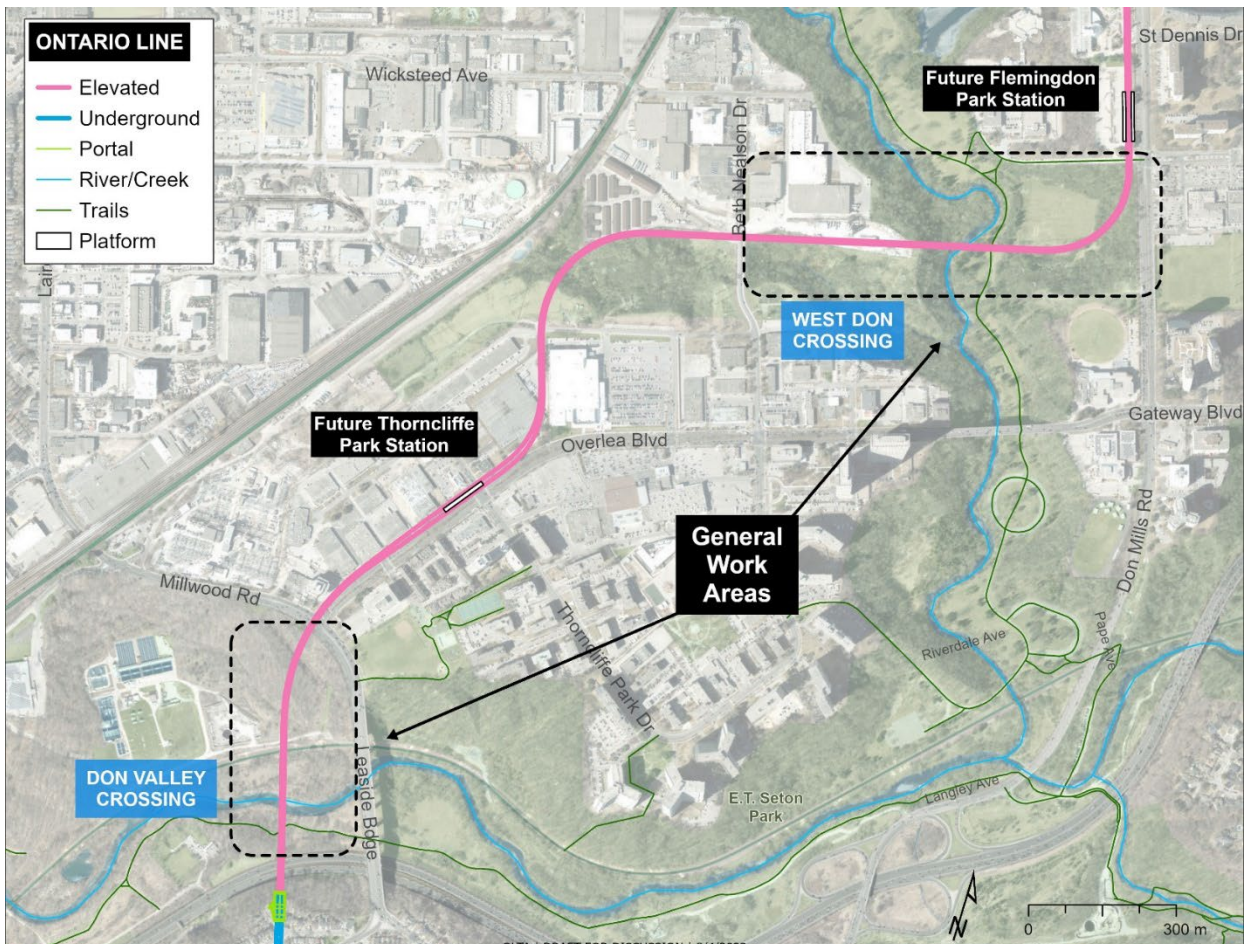 ONTARIO LINE
Elevated
Underground
Portal
River/Creek
Trails
Platform
Wicksteed Ave
St Dennis Dr
Future Flemingdon
Park Station
Beth Nealson Dr
Lair
WEST DON
CROSSING
Future Thorncliffe
Park Station
Overlea Blvd
Gateway Blvd
General
Work
Areas
Don Mills Rd
Millwood Rd
Thorncliffe Park Dr
Riverdale Ave
Pape Ave
DON VALLEY
CROSSING
Leaside Bdge
E.T. Seton
Park
Langley Ave
N
0
300 m